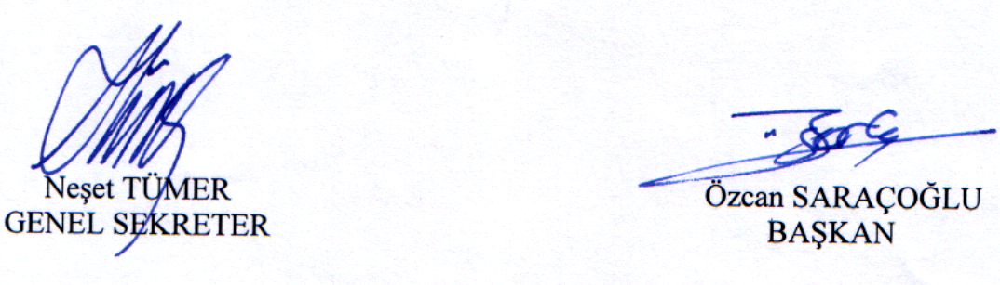 Neşet TÜMER
GENEL SEKRETER
Özcan SARAÇOĞLU
BAŞKAN